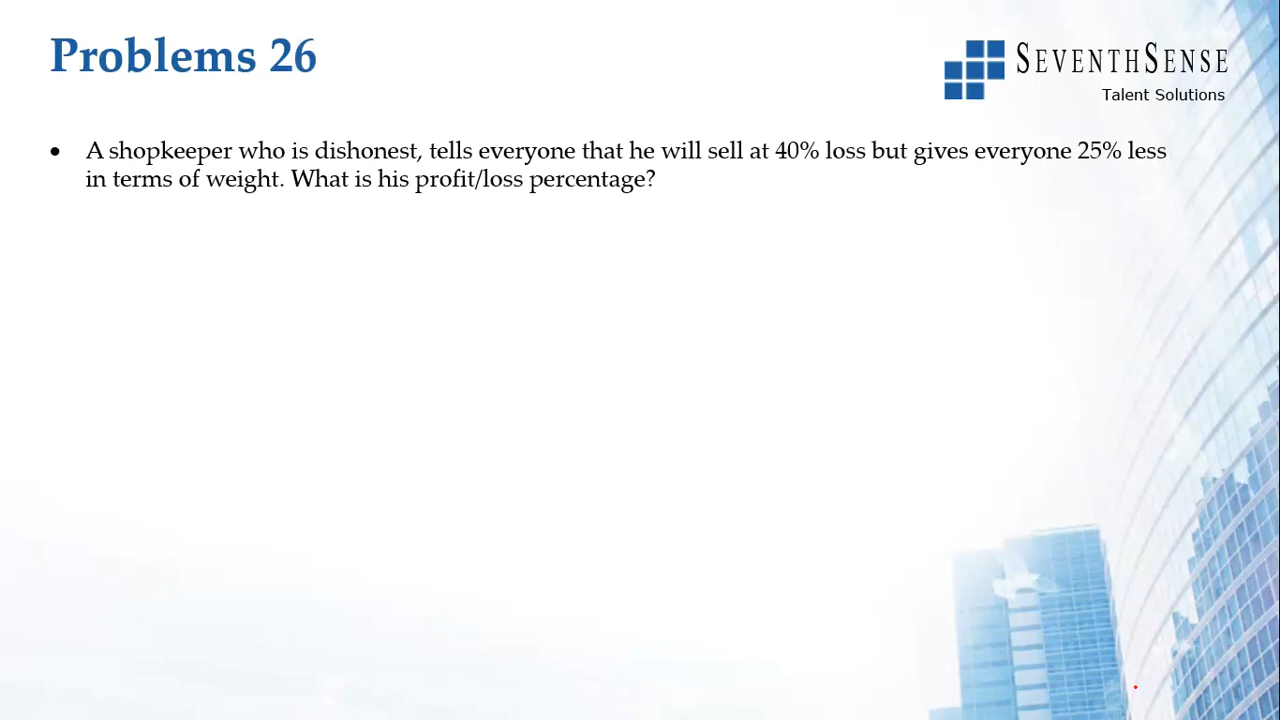 Problems 26
SEVENTHSENSE
Talent Solutions
• A shopkeeper who is dishonest, tells everyone that he will sell at 40% loss but gives everyone 25% less
in terms of weight. What is his profit/loss percentage?